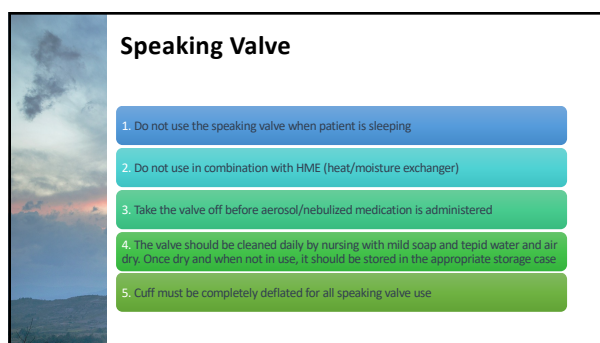 Speaking Valve
1. Do not use the speaking valve when patient is sleeping
2. Do not use in combination with HME (heat/moisture exchanger)
3. Take the valve off before aerosol/nebulized medication is administered
4. The valve should be cleaned daily by nursing with mild soap and tepid water and air
dry. Once dry and when not in use, it should be stored in the appropriate storage case
5. Cuff must be completely deflated for all speaking valve use